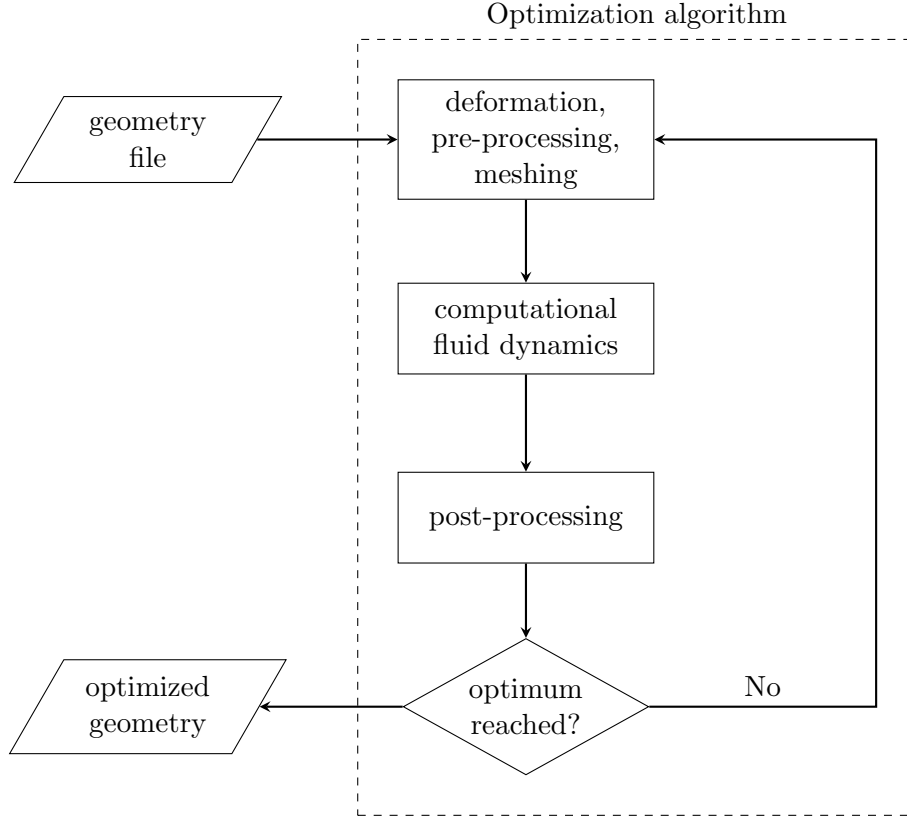 Optimization algorithm
geometry
file
deformation,
pre-processing,
meshing
computational
fluid dynamics
post-processing
optimum
reached?
No
optimized
geometry